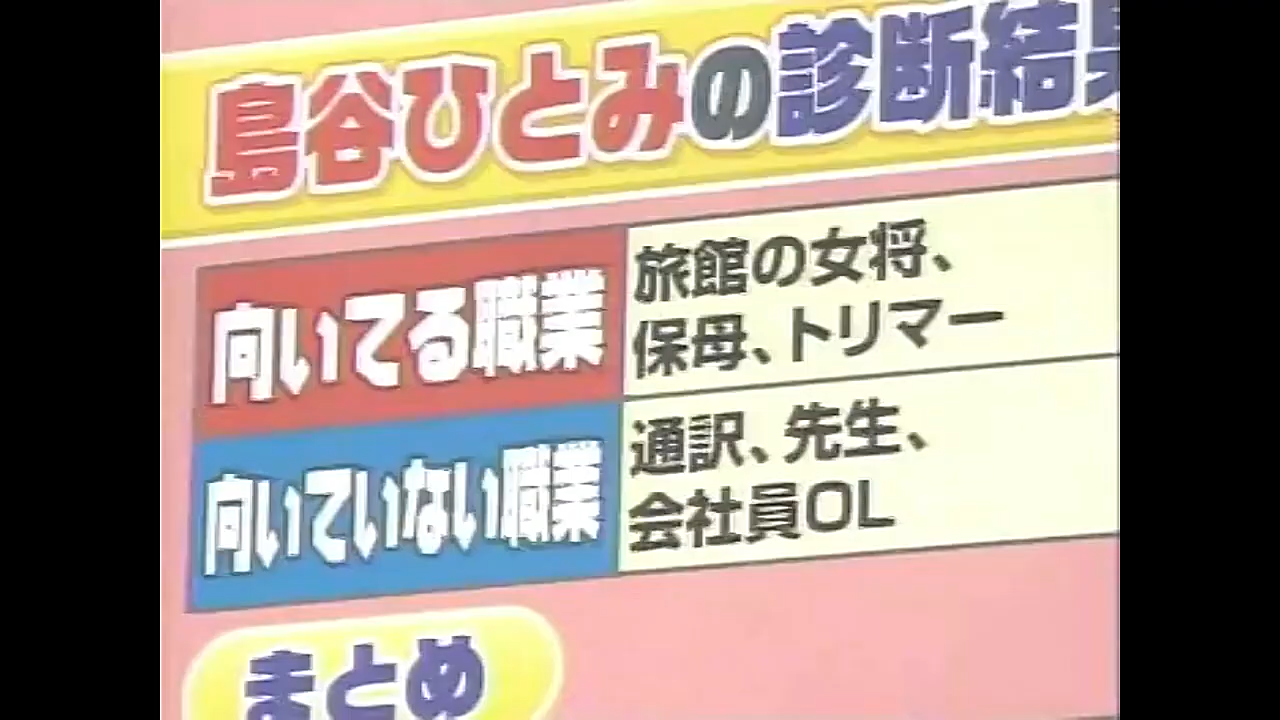 島谷ひとみの診断結果
向いてる職業
旅館の女将、
保母、トリマー
向いていない職業
通訳、先生、
会社員OL
まとめ